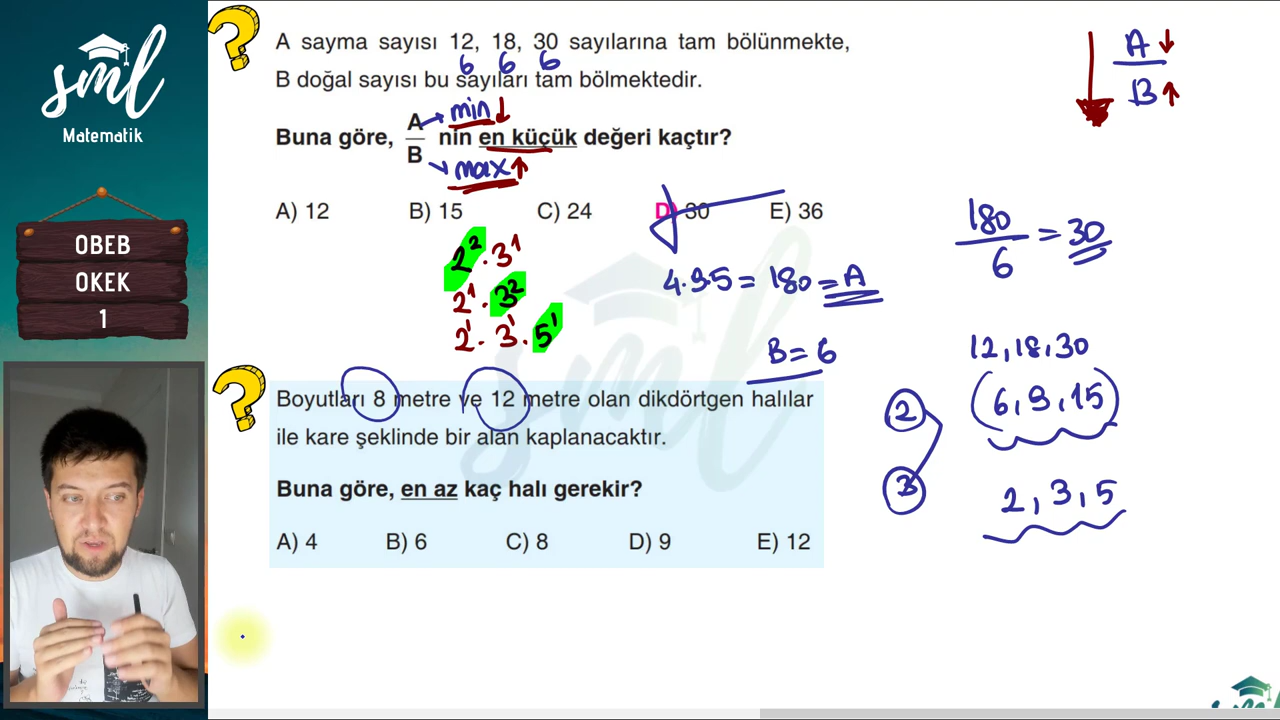 sml
Matematik
OBEB
OKEK
1
A sayma sayısı 12, 18, 30 sayılarına tam bölünmekte,
6 6 6
B doğal sayısı bu sayıları tam bölmektedir.
min
Buna göre, A/B nin en küçük değeri kaçtır?
max
A) 12 B) 15 C) 24 D) 30 E) 36
2² . 3¹
2¹ . 3²
2¹ . 3¹ . 5¹
4.9.5 = 180 = A
B = 6
A
B
180/6 = 30
12, 18, 30
2 (6, 9, 15)
3 2, 3, 5
Boyutları 8 metre ve 12 metre olan dikdörtgen halılar
ile kare şeklinde bir alan kaplanacaktır.
Buna göre, en az kaç halı gerekir?
A) 4 B) 6 C) 8 D) 9 E) 12
sml